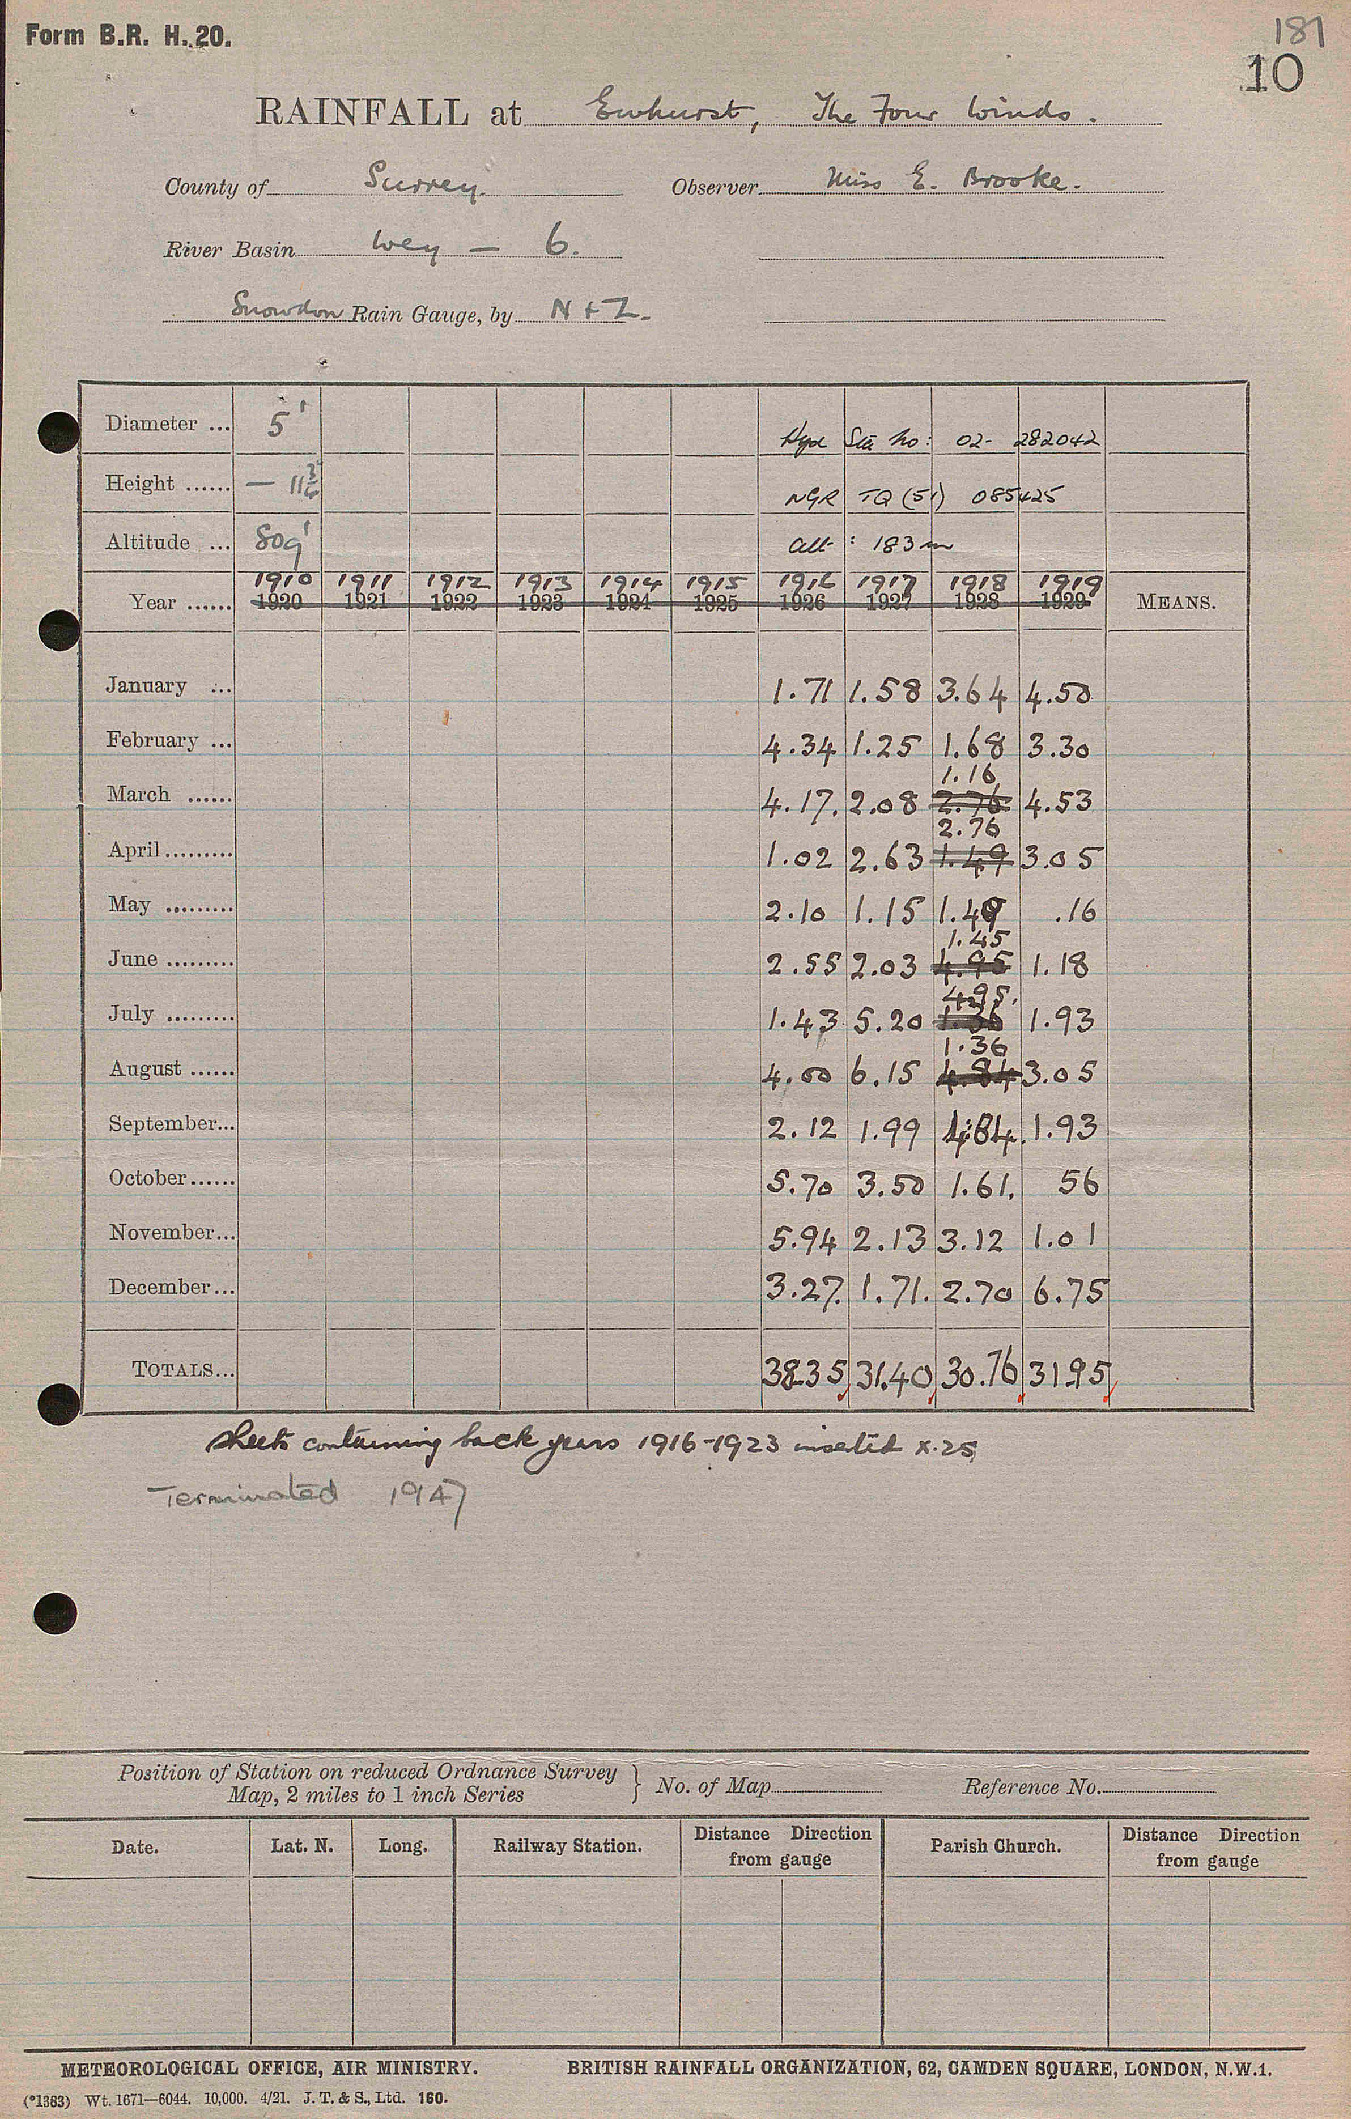 Form B.R. H. 20.
181
10
RAINFALL at Ewhurst, The Four Winds.
County of Surrey. Observer Miss E. Brooke.
River Basin Wey — 6.
Snowdon Rain Gauge, by N + Z.
Diameter ... 5" Hyd Sta No: 02- 282042
Height ...... — 11 NGR TQ (51) 085425
Altitude ... 809' alt : 183m
1910 1911 1912 1913 1914 1915 1916 1917 1918 1919
Year ...... 1920 1921 1922 1923 1924 1925 1926 1927 1928 1929 MEANS.
January ... 1.71 1.58 3.64 4.50
February ... 4.34 1.25 1.68 3.30
1.16
March ...... 4.17. 2.08 2.76 4.53
2.76
April......... 1.02 2.63 1.49 3.05
May ......... 2.10 1.15 1.49 .16
1.45
June ......... 2.55 2.03 4.95 1.18
4.95.
July ......... 1.43 5.20 1.36 1.93
1.36
August ...... 4.00 6.15 4.84 3.05
September... 2.12 1.99 4.84. 1.93
October...... 5.70 3.50 1.61. 56
November... 5.94 2.13 3.12 1.01
December... 3.27. 1.71. 2.70 6.75
TOTALS... 38.35 31.40 30.76 31.95
Sheets containing back years 1916-1923 inserted X.25
Terminated 1947
Position of Station on reduced Ordnance Survey
Map, 2 miles to 1 inch Series } No. of Map Reference No.
Date. Lat. N. Long. Railway Station. Distance Direction from gauge Parish Church. Distance Direction from gauge
METEOROLOGICAL OFFICE, AIR MINISTRY. BRITISH RAINFALL ORGANIZATION, 62, CAMDEN SQUARE, LONDON, N.W.1.
(*1383) Wt. 1671—6044. 10,000. 4/21. J. T. & S., Ltd. 160.